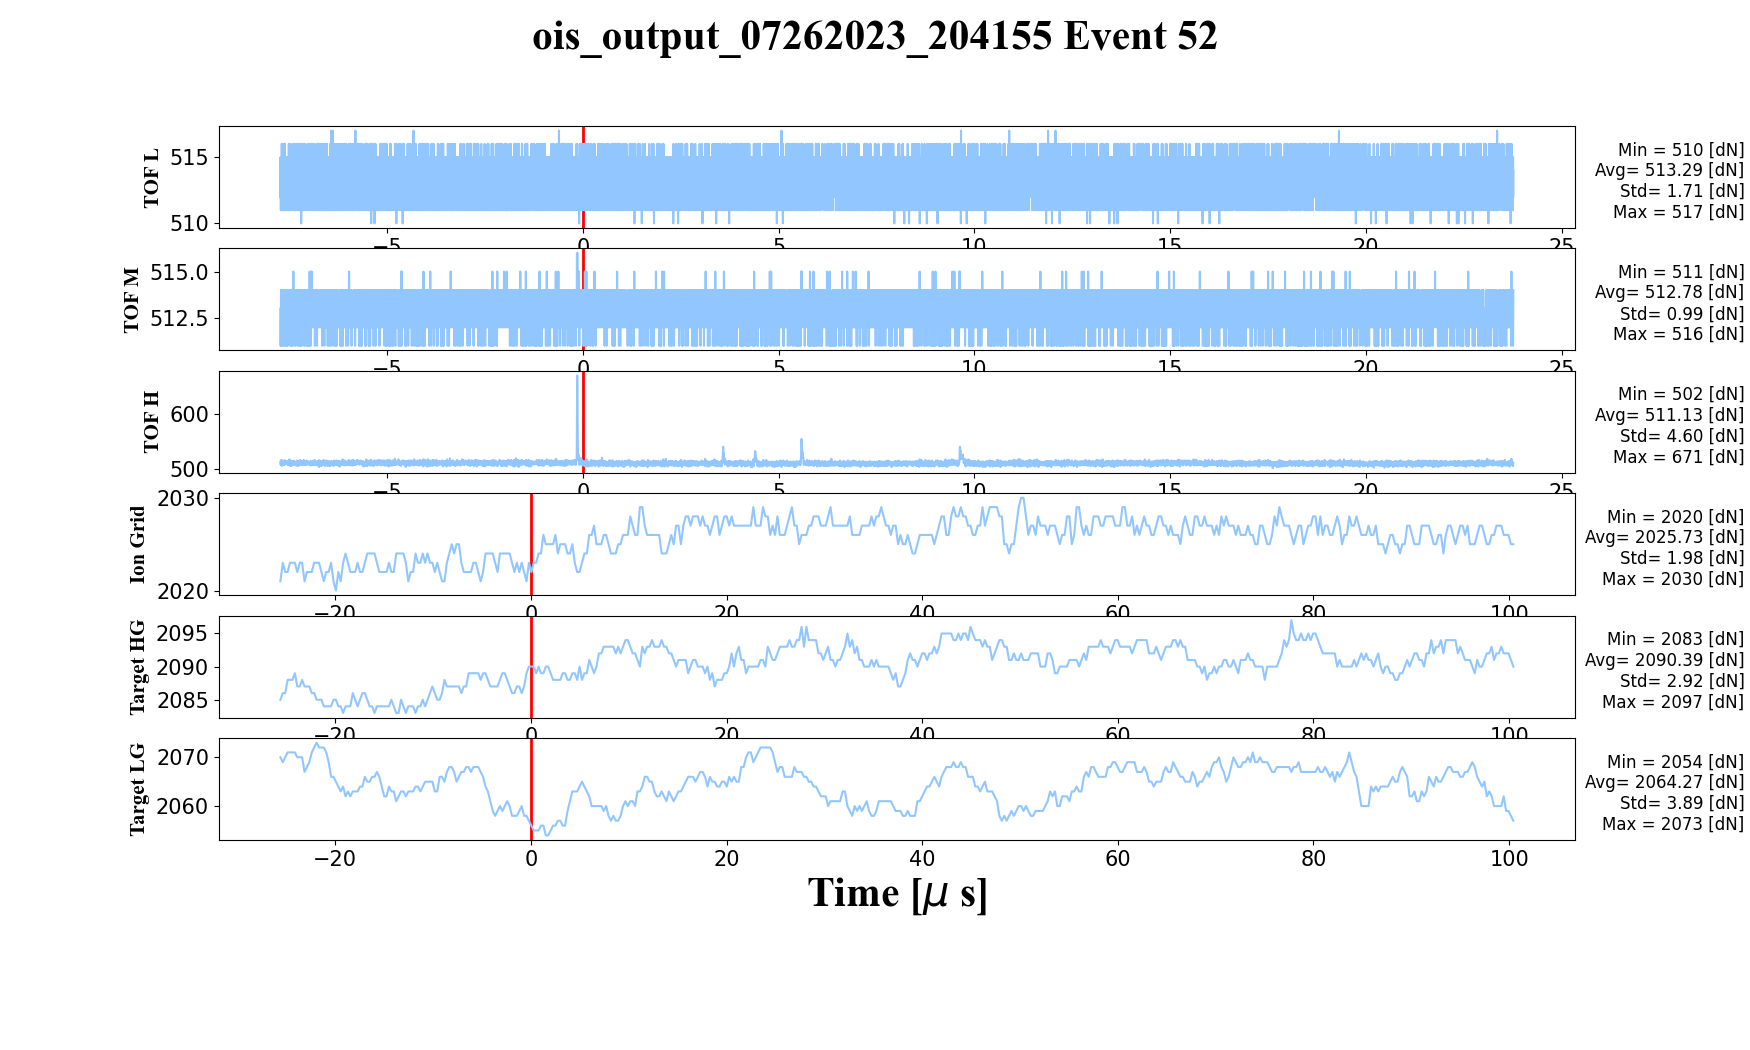 ois_output_07262023_204155 Event 52
TOF L
515
510
−5 0 5 10 15 20 25
Min = 510 [dN]
Avg= 513.29 [dN]
Std= 1.71 [dN]
Max = 517 [dN]
TOF M
515.0
512.5
−5 0 5 10 15 20 25
Min = 511 [dN]
Avg= 512.78 [dN]
Std= 0.99 [dN]
Max = 516 [dN]
TOF H
600
500
−5 0 5 10 15 20 25
Min = 502 [dN]
Avg= 511.13 [dN]
Std= 4.60 [dN]
Max = 671 [dN]
Ion Grid
2030
2020
−20 0 20 40 60 80 100
Min = 2020 [dN]
Avg= 2025.73 [dN]
Std= 1.98 [dN]
Max = 2030 [dN]
Target HG
2095
2090
2085
−20 0 20 40 60 80 100
Min = 2083 [dN]
Avg= 2090.39 [dN]
Std= 2.92 [dN]
Max = 2097 [dN]
Target LG
2070
2060
−20 0 20 40 60 80 100
Min = 2054 [dN]
Avg= 2064.27 [dN]
Std= 3.89 [dN]
Max = 2073 [dN]
Time [μ s]